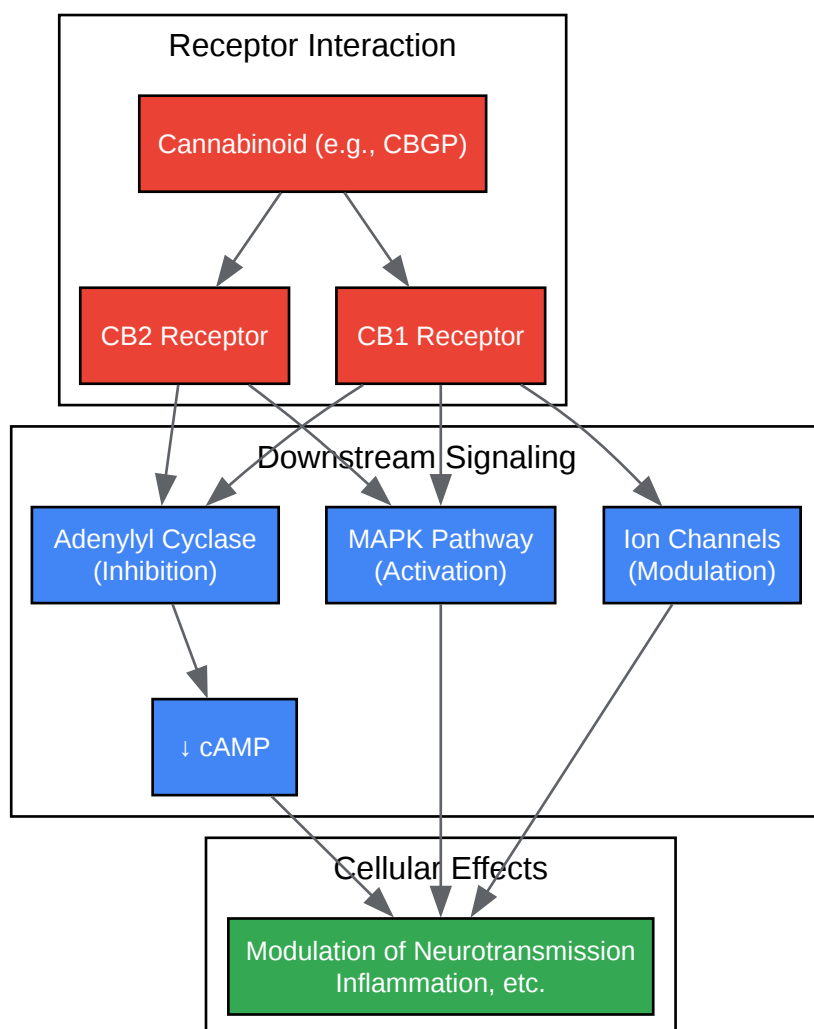 Receptor Interaction
Cannabinoid (e.g., CBGP)
CB2 Receptor
CB1 Receptor
Downstream Signaling
Adenylyl Cyclase
(Inhibition)
MAPK Pathway
(Activation)
Ion Channels
(Modulation)
↓ cAMP
Cellular Effects
Modulation of Neurotransmission
Inflammation, etc.